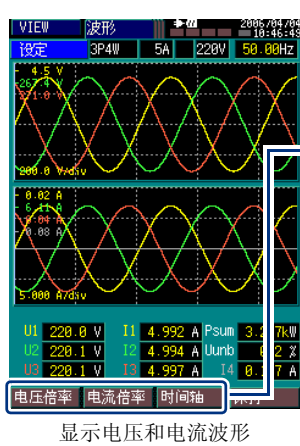 VIEW 波形 2006/04/04
10:46:49
设定 3P4W 5A 220V 50.00Hz
4.5 V
200.0 V/div
0.02 A
0.08 A
5.000 A/div
U1 220.0 V I1 4.992 A Psum
U2 220.1 V I2 4.994 A Uunb
U3 220.1 V I3 4.997 A I4
电压倍率 电流倍率 时间轴
显示电压和电流波形